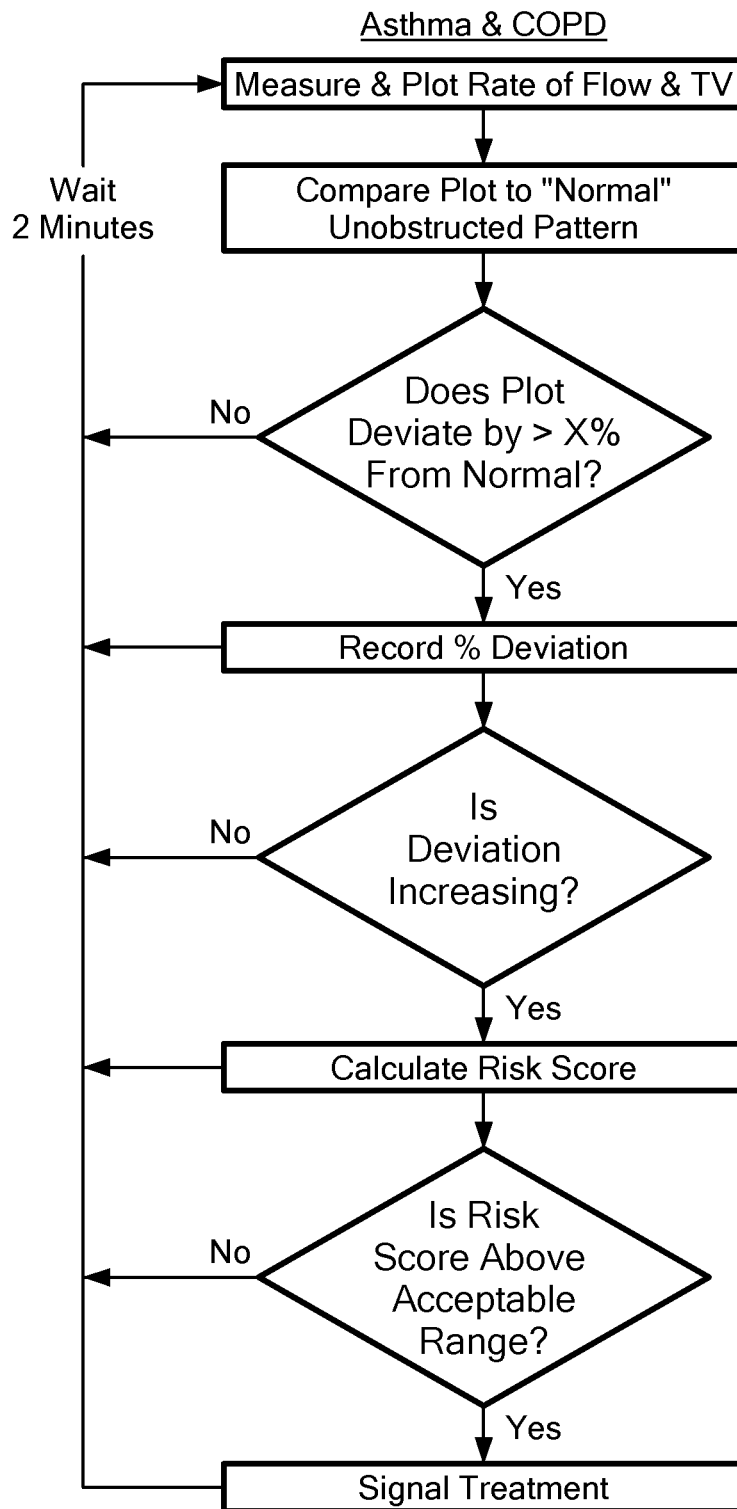 Asthma & COPD
Measure & Plot Rate of Flow & TV
Wait
2 Minutes
Compare Plot to "Normal"
Unobstructed Pattern
Does Plot
Deviate by > X%
From Normal?
No
Yes
Record % Deviation
Is
Deviation
Increasing?
No
Yes
Calculate Risk Score
Is Risk
Score Above
Acceptable
Range?
No
Yes
Signal Treatment